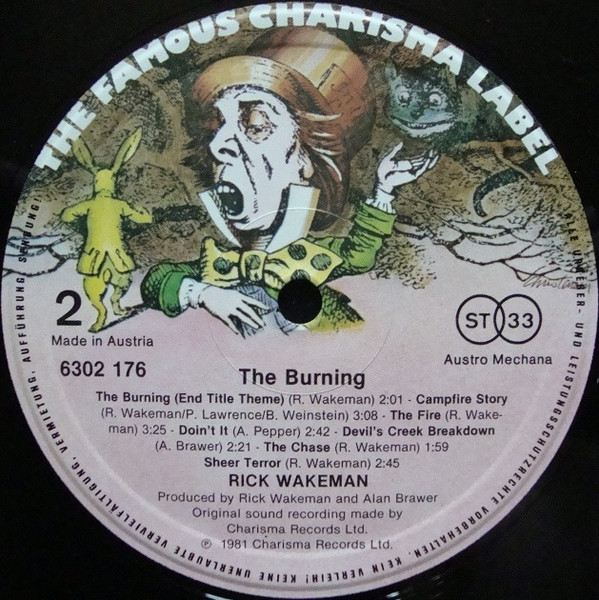 THE FAMOUS CHARISMA LABEL
2
Made in Austria
6302 176
ST 33
Austro Mechana
The Burning
The Burning (End Title Theme) (R. Wakeman) 2:01 - Campfire Story
(R. Wakeman/P. Lawrence/B. Weinstein) 3:08 - The Fire (R. Wake-
man) 3:25 - Doin't It (A. Pepper) 2:42 - Devil's Creek Breakdown
(A. Brawer) 2:21 - The Chase (R. Wakeman) 1:59
Sheer Terror (R. Wakeman) 2:45
RICK WAKEMAN
Produced by Rick Wakeman and Alan Brawer
Original sound recording made by
Charisma Records Ltd.
℗ 1981 Charisma Records Ltd.
ALLE URHEBER- UND LEISTUNGSSCHUTZRECHTE VORBEHALTEN. KEIN VERLEIH! KEINE UNERLAUBTE VERVIELFÄLTIGUNG, VERMIETUNG, AUFFÜHRUNG, SENDUNG!